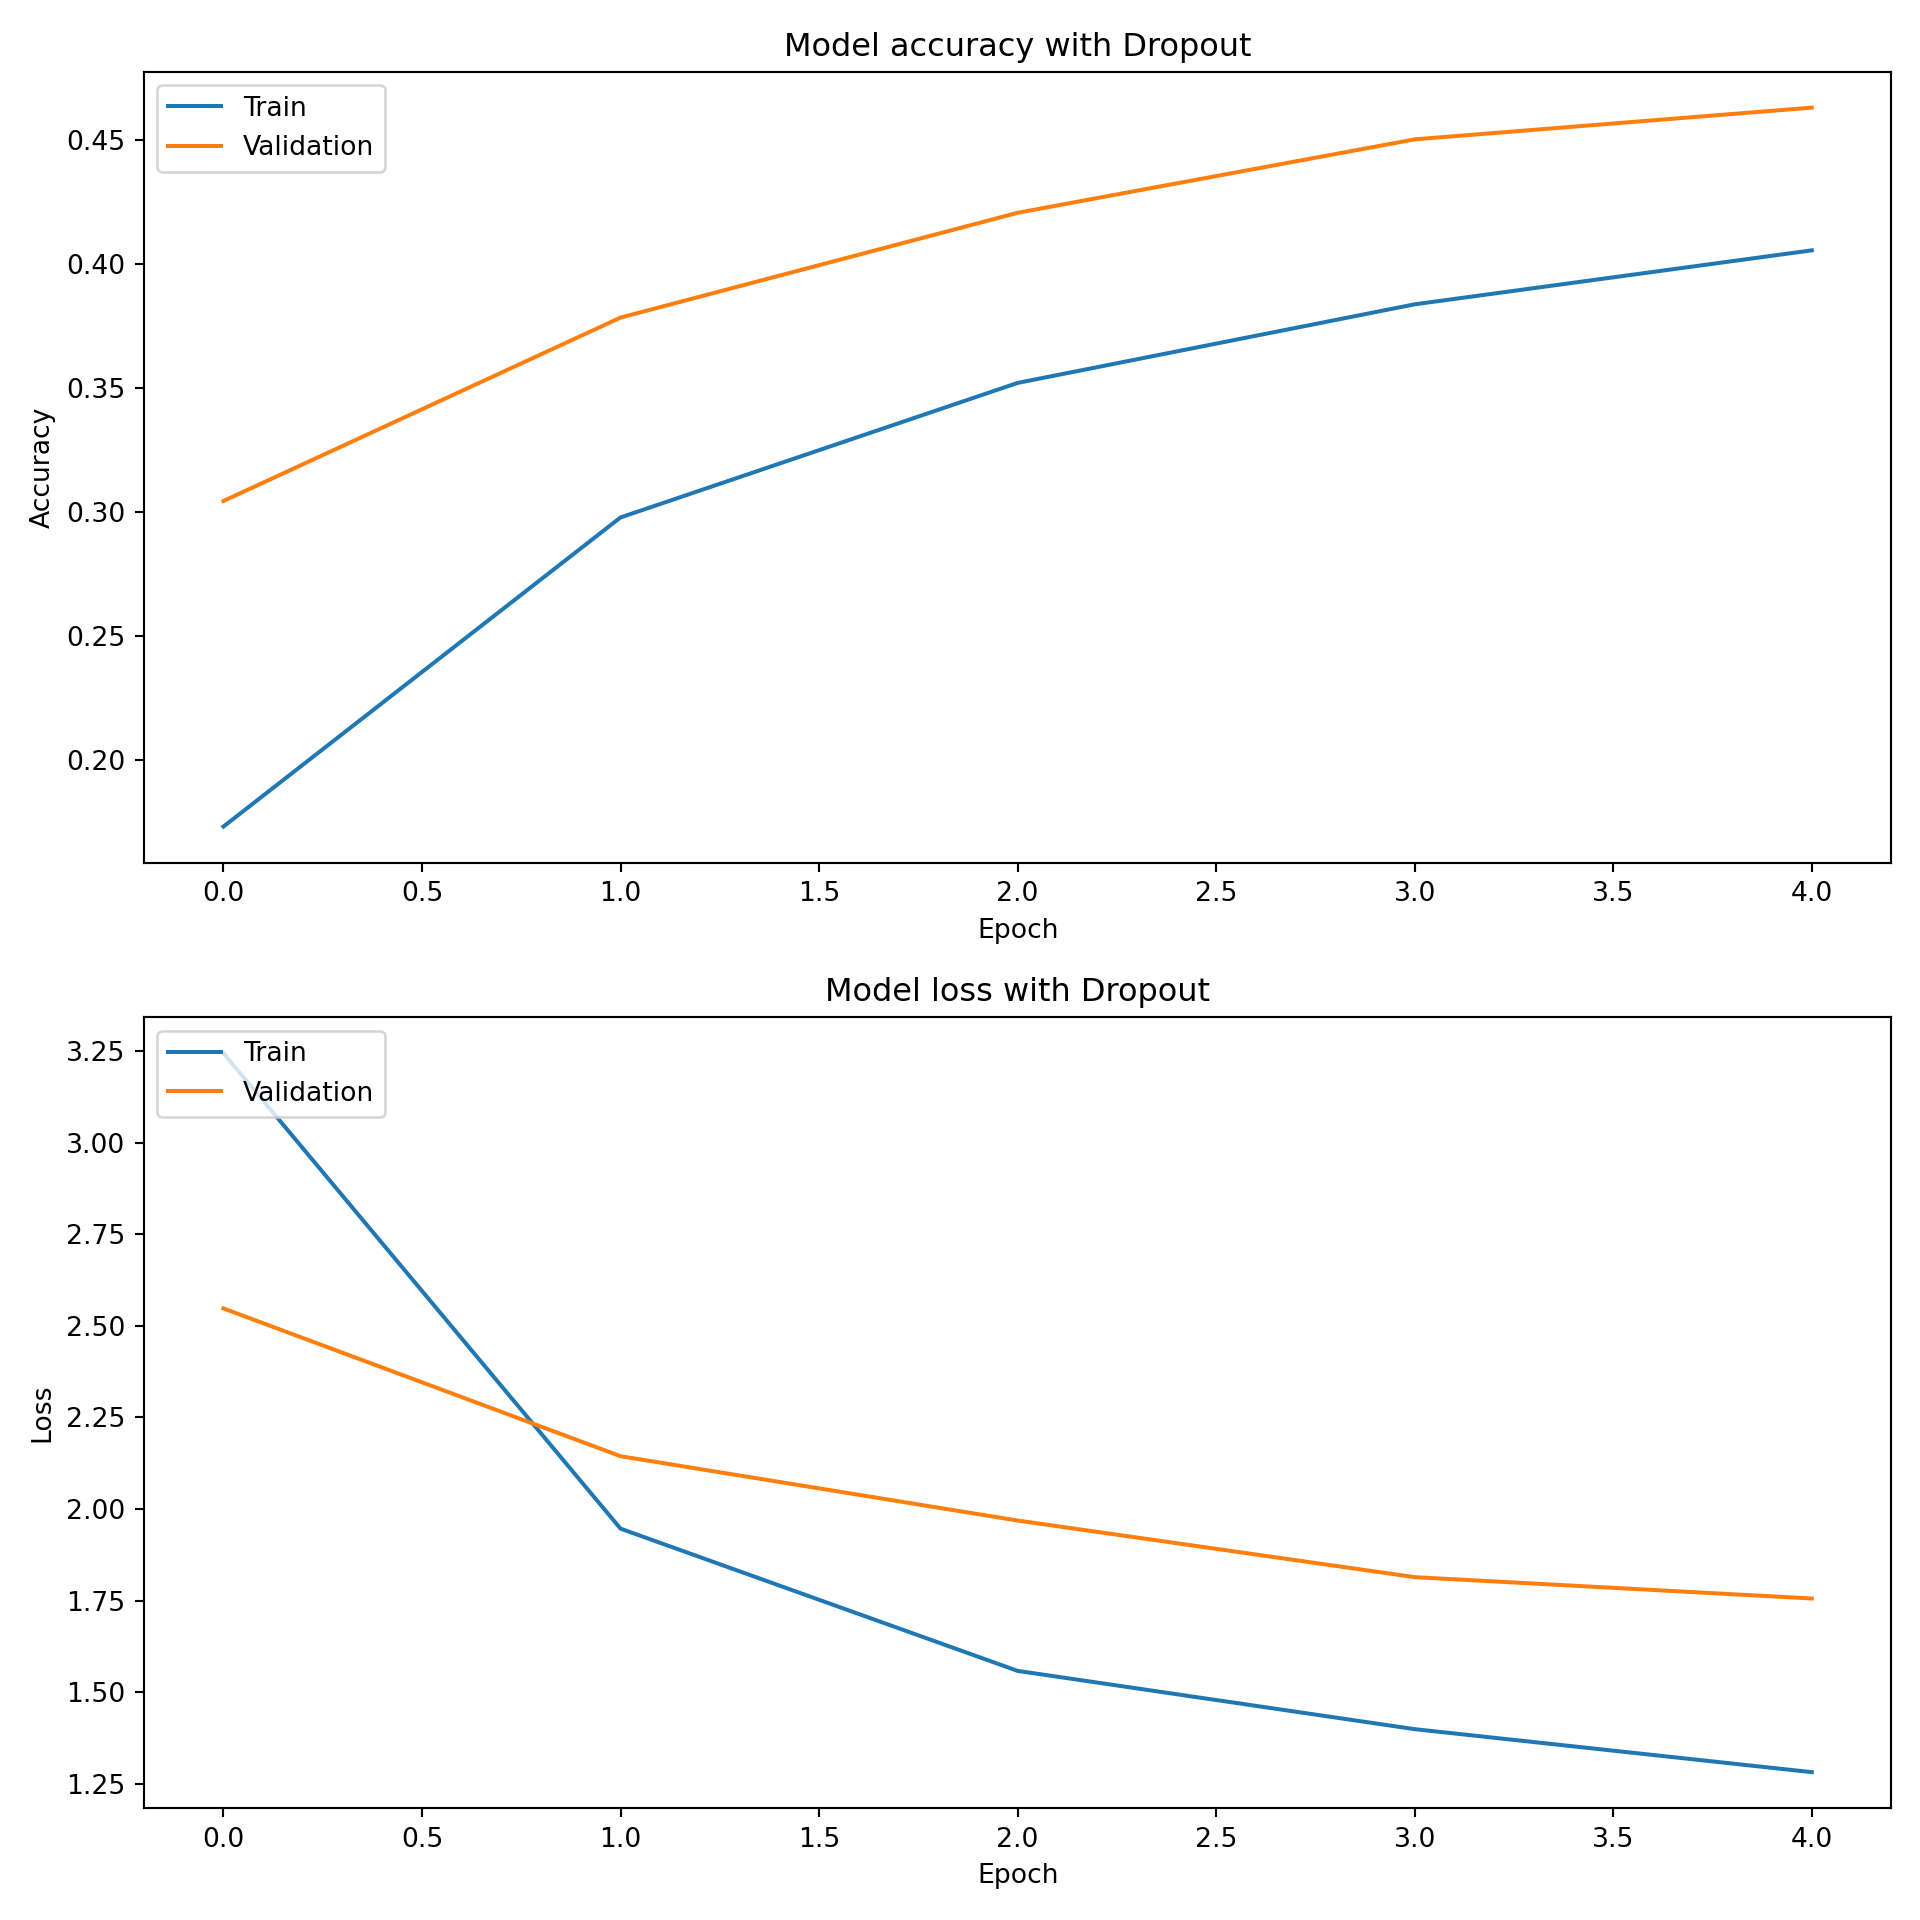 Model accuracy with Dropout
Train
Validation
Accuracy
0.45
0.40
0.35
0.30
0.25
0.20
0.0 0.5 1.0 1.5 2.0 2.5 3.0 3.5 4.0
Epoch
Model loss with Dropout
Train
Validation
Loss
3.25
3.00
2.75
2.50
2.25
2.00
1.75
1.50
1.25
0.0 0.5 1.0 1.5 2.0 2.5 3.0 3.5 4.0
Epoch